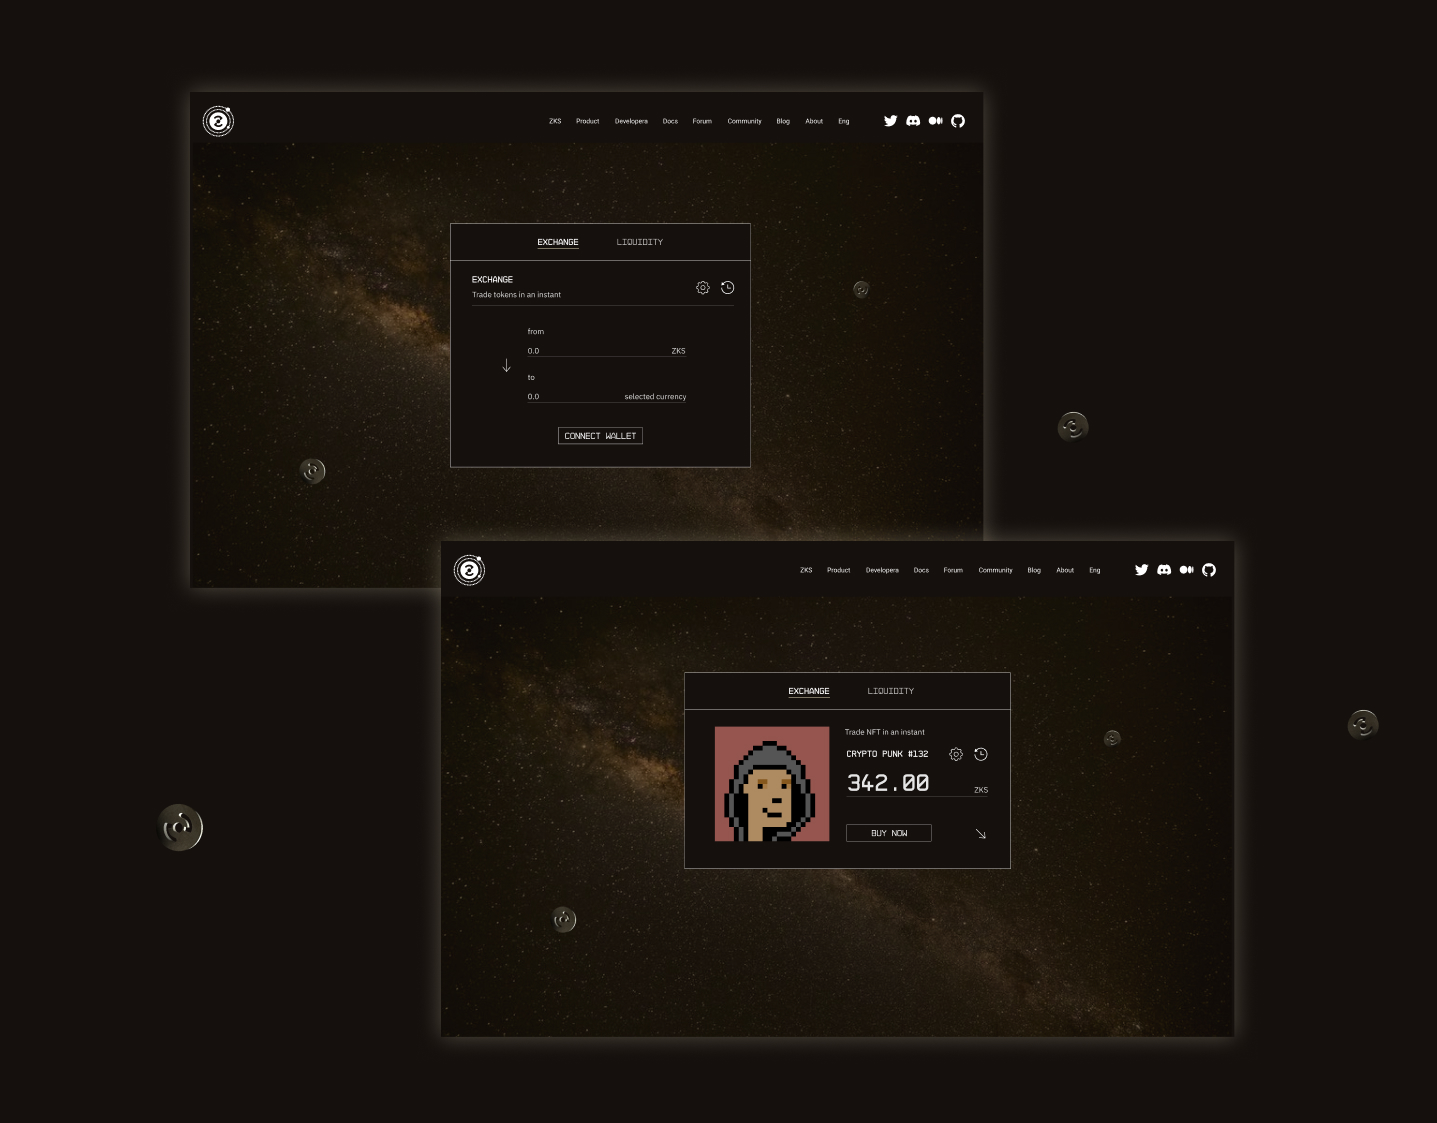 ZKS Product Developera Docs Forum Community Blog About Eng
EXCHANGE LIQUIDITY
EXCHANGE
Trade tokens in an instant
from
0.0 ZKS
to
0.0 selected currency
CONNECT WALLET
ZKS Product Developera Docs Forum Community Blog About Eng
EXCHANGE LIQUIDITY
Trade NFT in an instant
CRYPTO PUNK #132
342.00 ZKS
BUY NOW